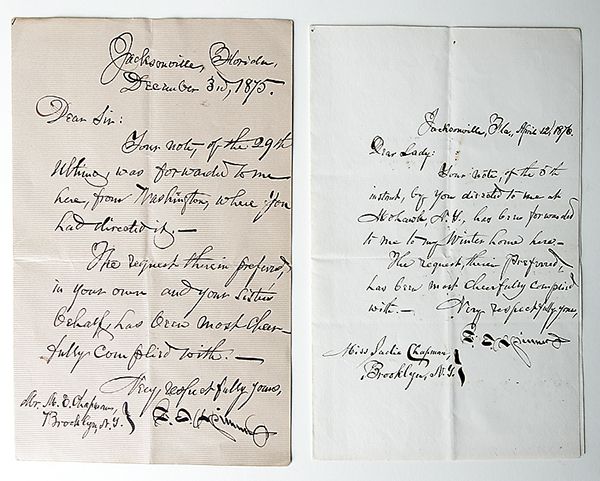 Jacksonville, Florida,
December 3d, 1875.
Dear Sir:
Your note, of the 29th
Ultimo, was forwarded to me
here, from Washington, where you
had directed it.—
The request therein preferred,
in your own and your Sister's
behalf, has been most cheer-
fully complied with.—
Very respectfully yours,
Mr. M. D. Chapman,
Brooklyn, N.Y.
Jacksonville, Fla, April 12, 1876.
Dear Lady:
Your note, of the 5th
instant, by you directed to me at
Mohawk, N.Y., has been forwarded
to me to my Winter home here.—
The request, therein preferred,
has been most cheerfully complied
with.— Very respectfully yours,
Miss Sadie Chapman,
Brooklyn, N.Y.